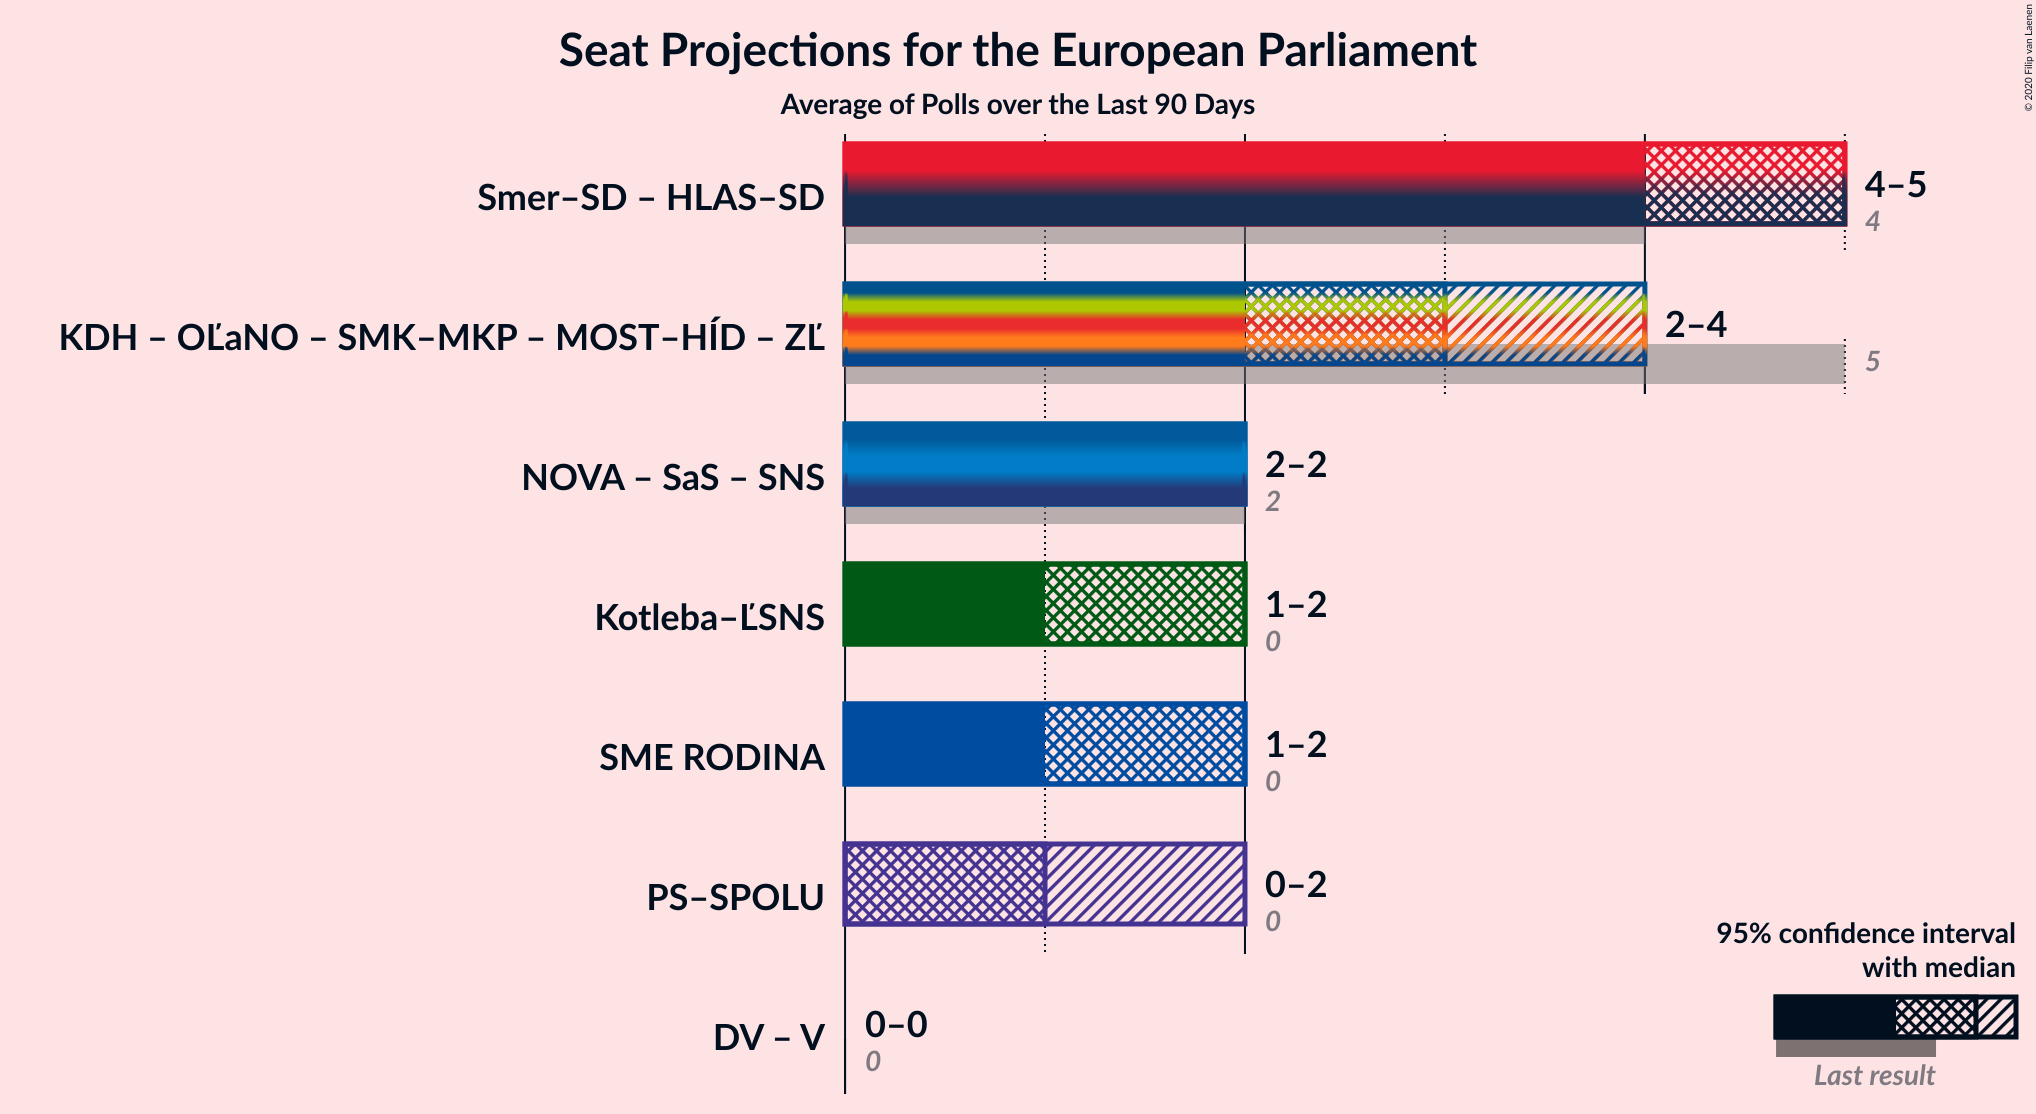 Seat Projections for the European Parliament
Average of Polls over the Last 90 Days
© 2020 Filip van Laenen
Smer–SD – HLAS–SD
4–5
4
KDH – OĽaNO – SMK–MKP – MOST–HÍD – ZĽ
2–4
5
NOVA – SaS – SNS
2–2
2
Kotleba–ĽSNS
1–2
0
SME RODINA
1–2
0
PS–SPOLU
0–2
0
DV – V
0–0
0
95% confidence interval
with median
Last result